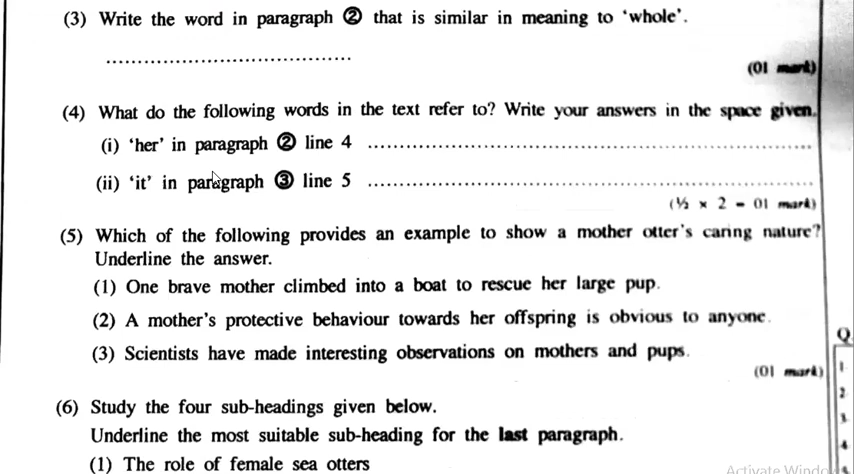 (3) Write the word in paragraph ② that is similar in meaning to ‘whole’.
........................................
(01 mark)
(4) What do the following words in the text refer to? Write your answers in the space given.
(i) ‘her’ in paragraph ② line 4 ........................................
(ii) ‘it’ in paragraph ③ line 5 ........................................
(½ × 2 = 01 mark)
(5) Which of the following provides an example to show a mother otter's caring nature?
Underline the answer.
(1) One brave mother climbed into a boat to rescue her large pup.
(2) A mother's protective behaviour towards her offspring is obvious to anyone.
(3) Scientists have made interesting observations on mothers and pups.
(01 mark)
(6) Study the four sub-headings given below.
Underline the most suitable sub-heading for the last paragraph.
(1) The role of female sea otters
Q
1
2
3
4
Activate Windo